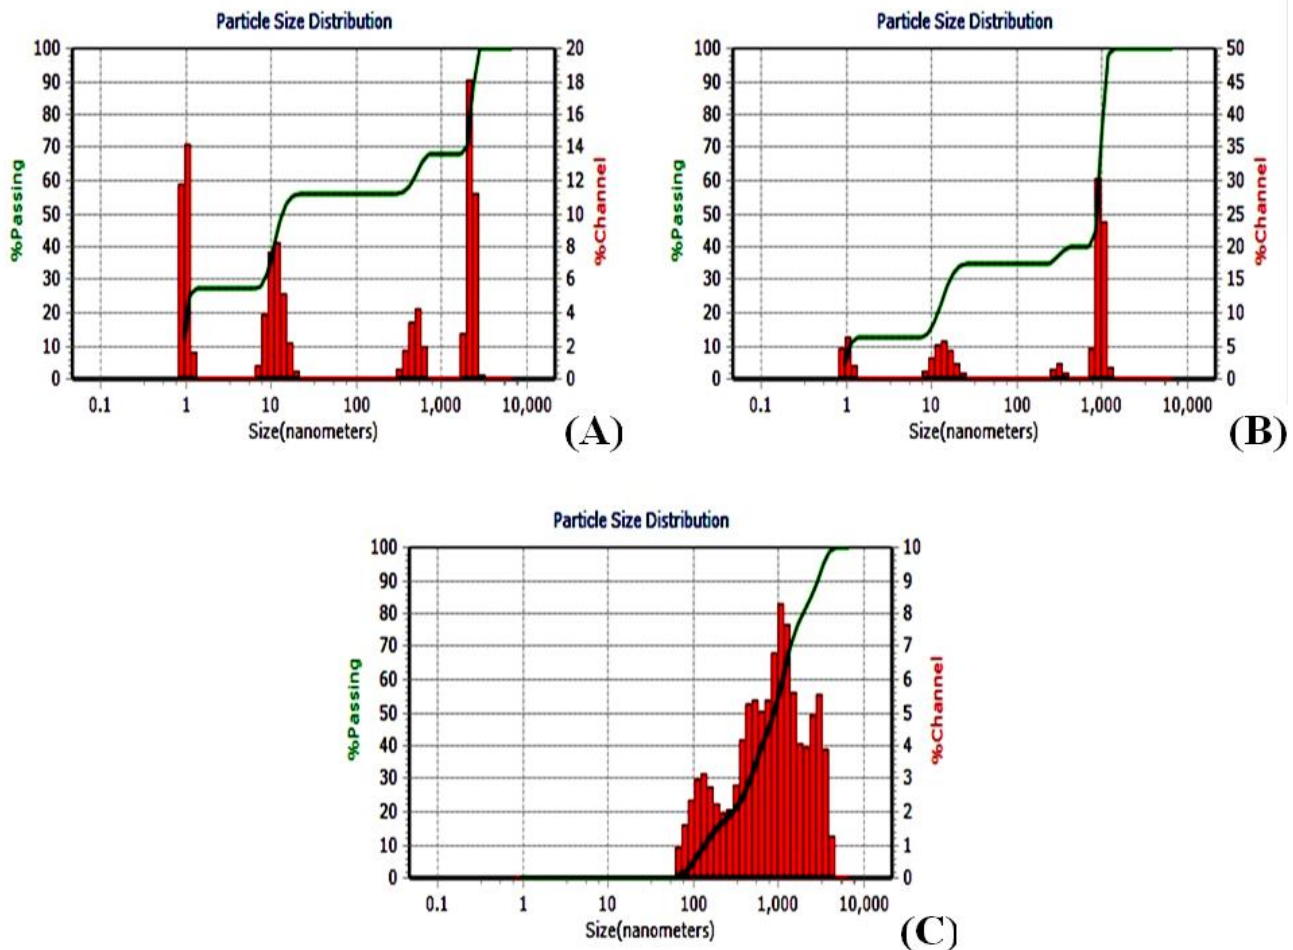 Particle Size Distribution
100 90 80 70 60 50 40 30 20 10 0
%Passing
20 18 16 14 12 10 8 6 4 2 0
%Channel
0.1 1 10 100 1,000 10,000
Size(nanometers)
(A)
Particle Size Distribution
100 90 80 70 60 50 40 30 20 10 0
%Passing
50 45 40 35 30 25 20 15 10 5 0
%Channel
0.1 1 10 100 1,000 10,000
Size(nanometers)
(B)
Particle Size Distribution
100 90 80 70 60 50 40 30 20 10 0
%Passing
10 9 8 7 6 5 4 3 2 1 0
%Channel
0.1 1 10 100 1,000 10,000
Size(nanometers)
(C)